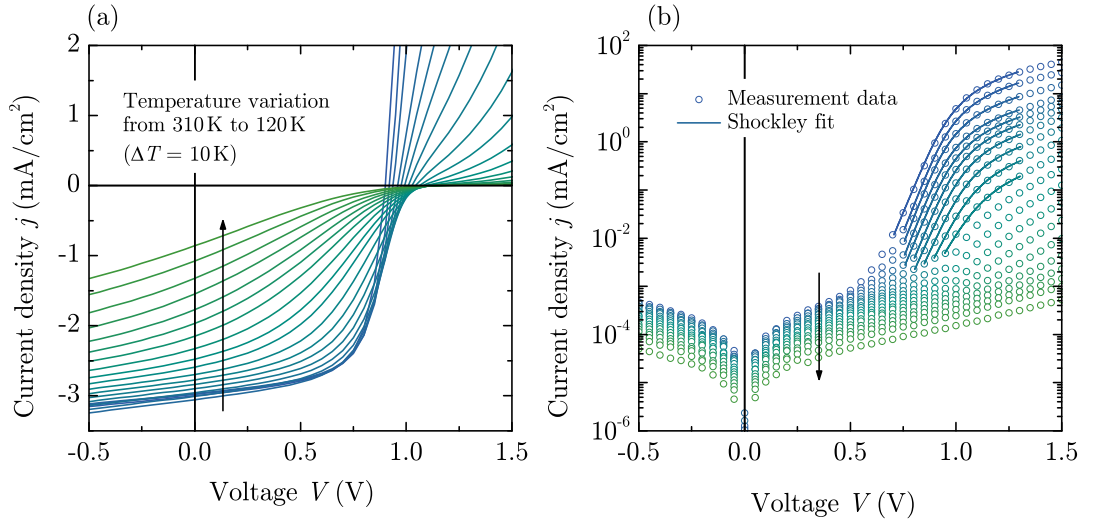 (a)
2
1
0
-1
-2
-3
-0.5
0.0
0.5
1.0
1.5
Current density j (mA/cm²)
Voltage V (V)
Temperature variation
from 310 K to 120 K
(ΔT = 10 K)
(b)
10²
10⁰
10⁻²
10⁻⁴
10⁻⁶
-0.5
0.0
0.5
1.0
1.5
Current density j (mA/cm²)
Voltage V (V)
Measurement data
Shockley fit